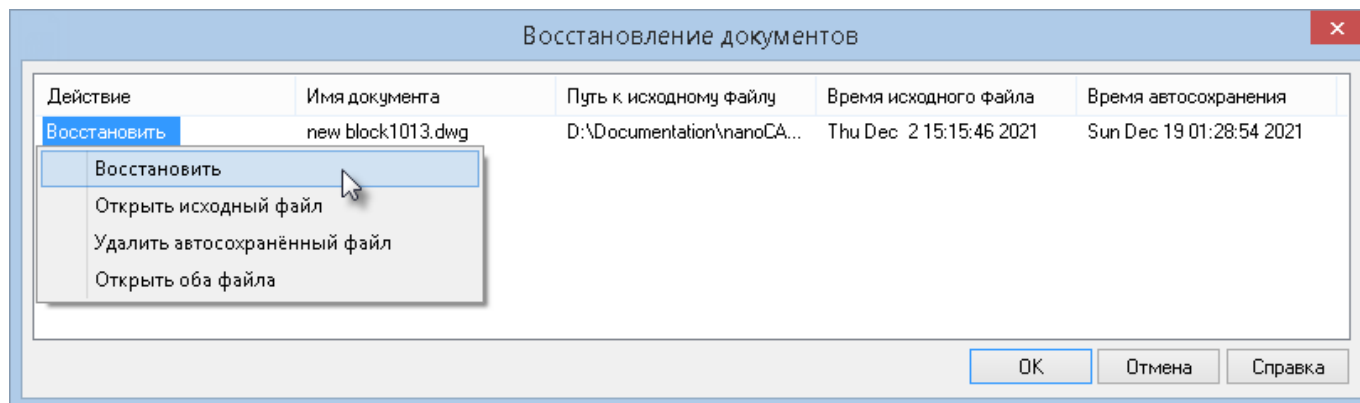 Восстановление документов
Действие Имя документа Путь к исходному файлу Время исходного файла Время автосохранения
Восстановить new block1013.dwg D:\Documentation\nanoCA... Thu Dec 2 15:15:46 2021 Sun Dec 19 01:28:54 2021
Восстановить
Открыть исходный файл
Удалить автосохранённый файл
Открыть оба файла
OK Отмена Справка